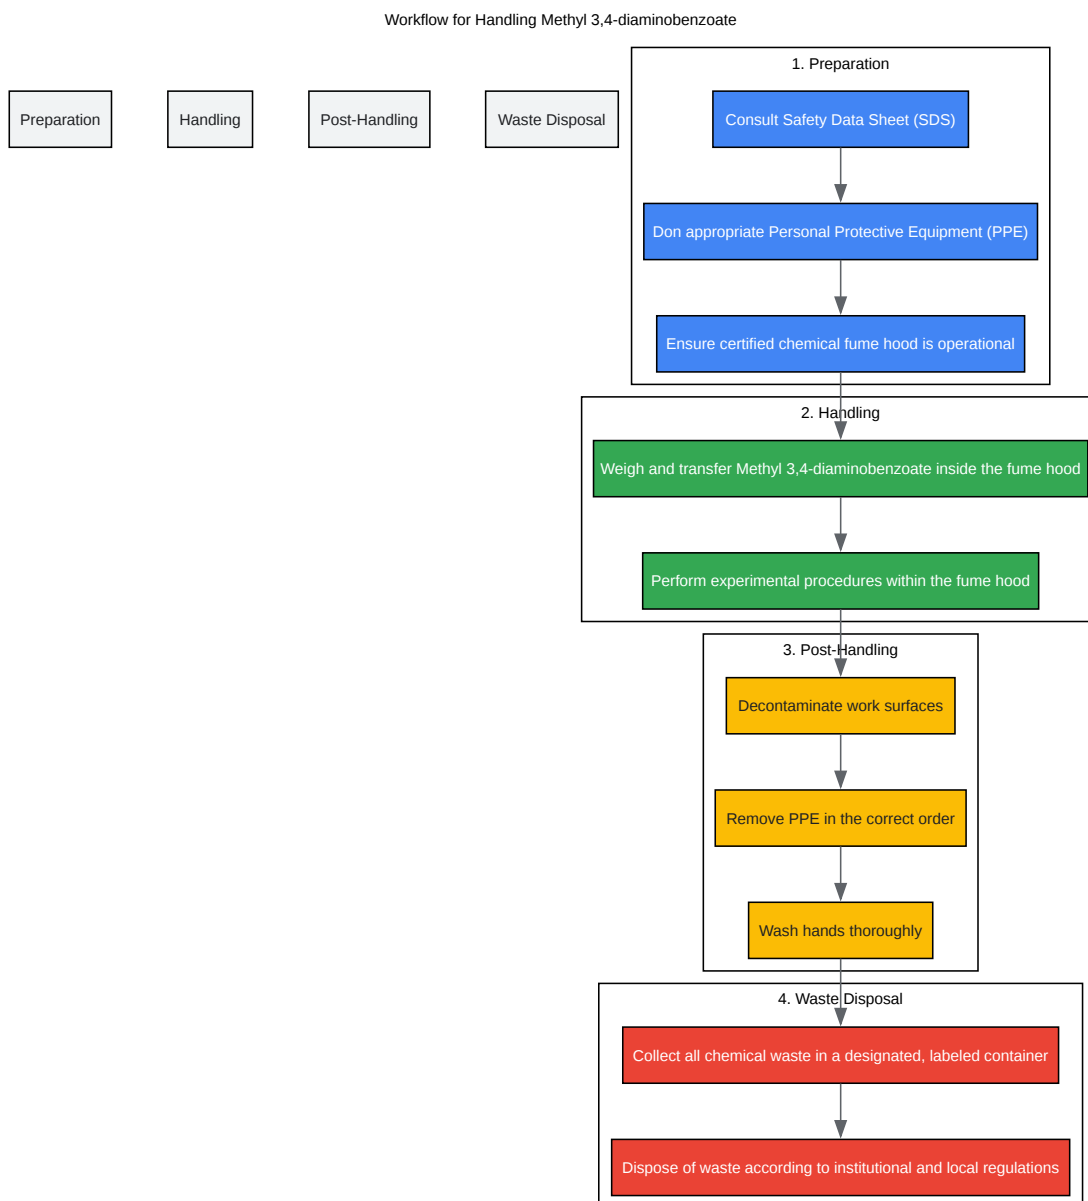 Workflow for Handling Methyl 3,4-diaminobenzoate
Preparation
Handling
Post-Handling
Waste Disposal
1. Preparation
Consult Safety Data Sheet (SDS)
Don appropriate Personal Protective Equipment (PPE)
Ensure certified chemical fume hood is operational
2. Handling
Weigh and transfer Methyl 3,4-diaminobenzoate inside the fume hood
Perform experimental procedures within the fume hood
3. Post-Handling
Decontaminate work surfaces
Remove PPE in the correct order
Wash hands thoroughly
4. Waste Disposal
Collect all chemical waste in a designated, labeled container
Dispose of waste according to institutional and local regulations